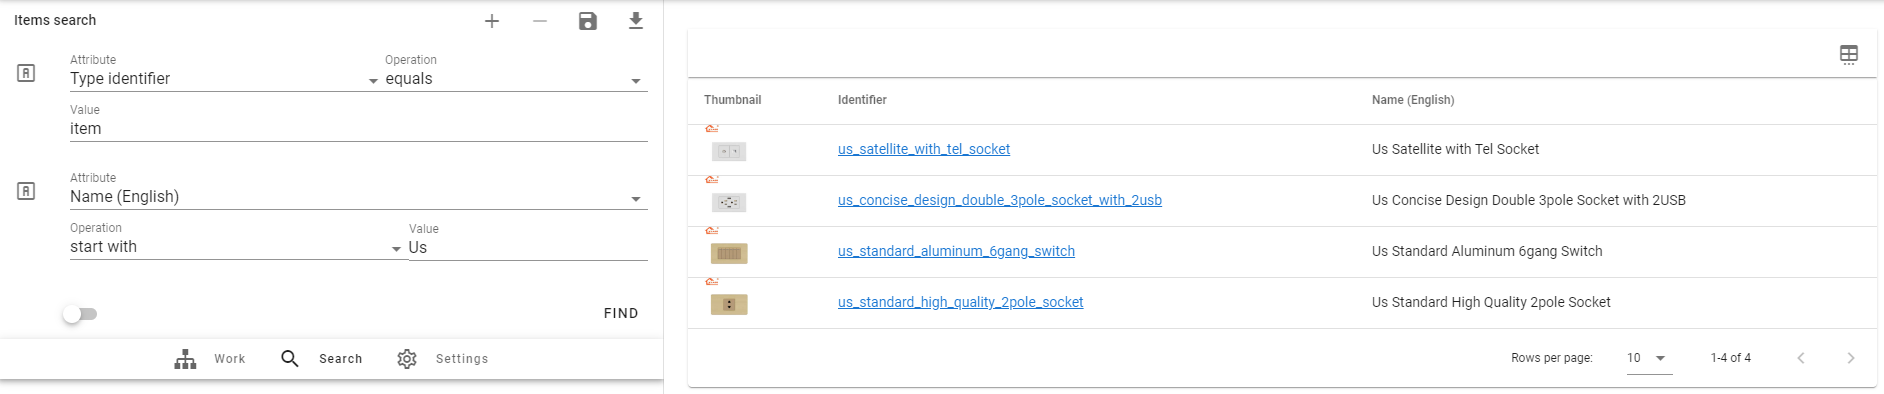 Items search
Attribute
Type identifier
Operation
equals
Value
item
Attribute
Name (English)
Operation
start with
Value
Us
FIND
Work
Search
Settings
Thumbnail Identifier Name (English)
us_satellite_with_tel_socket Us Satellite with Tel Socket
us_concise_design_double_3pole_socket_with_2usb Us Concise Design Double 3pole Socket with 2USB
us_standard_aluminum_6gang_switch Us Standard Aluminum 6gang Switch
us_standard_high_quality_2pole_socket Us Standard High Quality 2pole Socket
Rows per page: 10 1-4 of 4